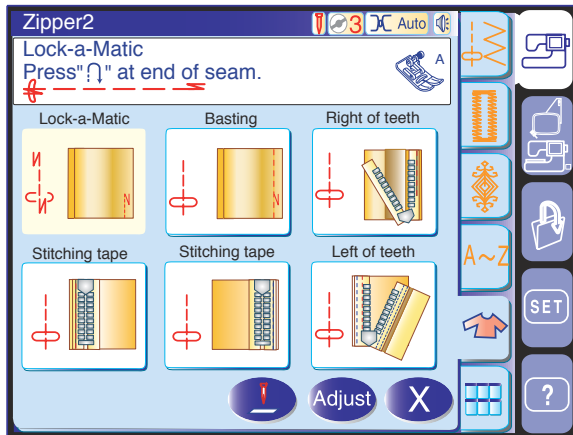 Zipper2
3 Auto
Lock-a-Matic
Press"⋂" at end of seam.
A
Lock-a-Matic Basting Right of teeth
Stitching tape Stitching tape Left of teeth
Adjust X
A~Z
SET
?